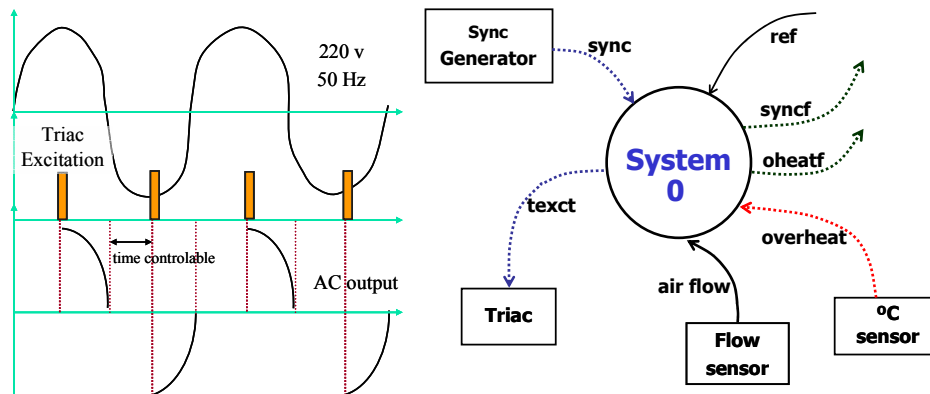 220 v
50 Hz
Triac
Excitation
time controlable
AC output
Sync
Generator
sync
ref
syncf
oheatf
System
0
texct
overheat
air flow
Triac
Flow
sensor
ºC
sensor